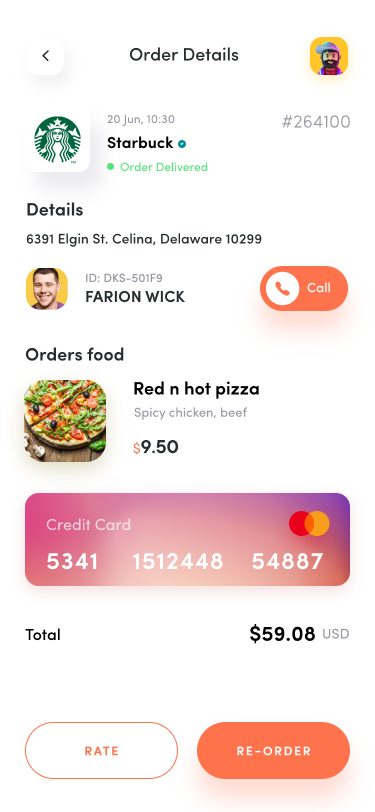 Order Details
20 Jun, 10:30
#264100
Starbuck
Order Delivered
Details
6391 Elgin St. Celina, Delaware 10299
ID: DKS-501F9
FARION WICK
Call
Orders food
Red n hot pizza
Spicy chicken, beef
$9.50
Credit Card
5341 1512448 54887
Total
$59.08 USD
RATE
RE-ORDER